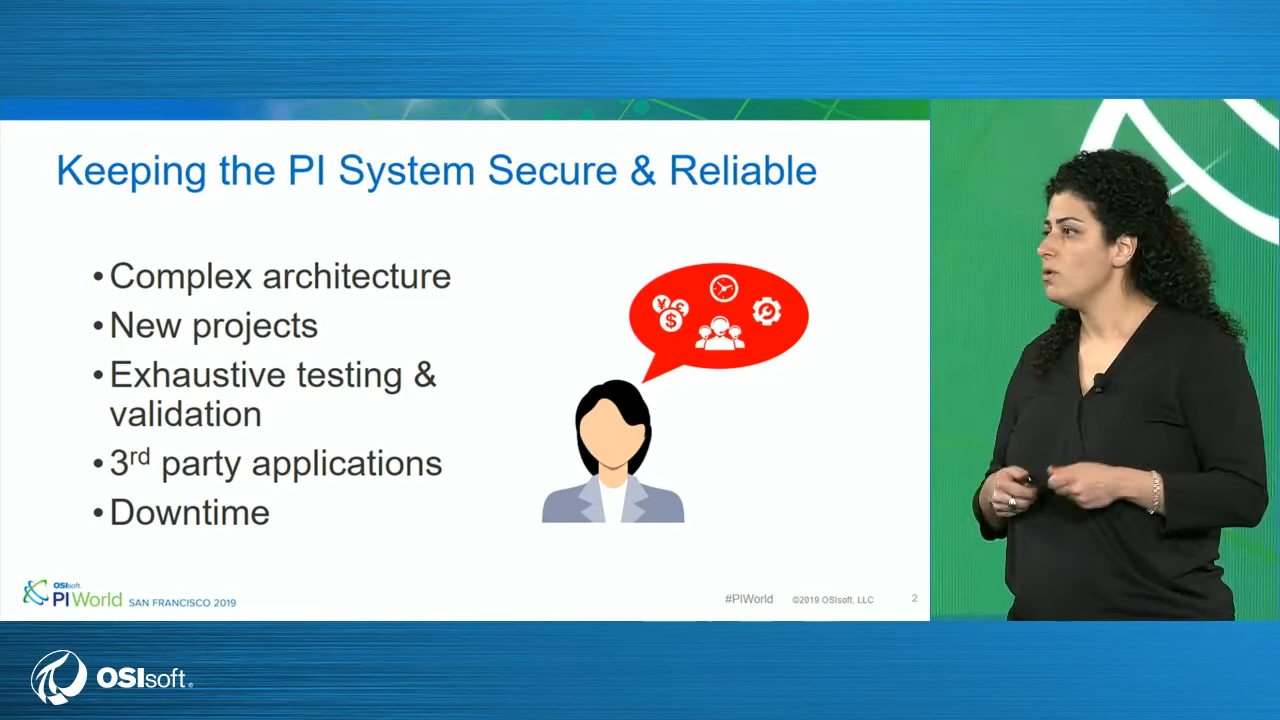 Keeping the PI System Secure & Reliable
•Complex architecture
•New projects
•Exhaustive testing &
validation
•3rd party applications
•Downtime
¥ £
$
OSIsoft.
PI World SAN FRANCISCO 2019
#PIWorld ©2019 OSIsoft, LLC 2
OSIsoft®